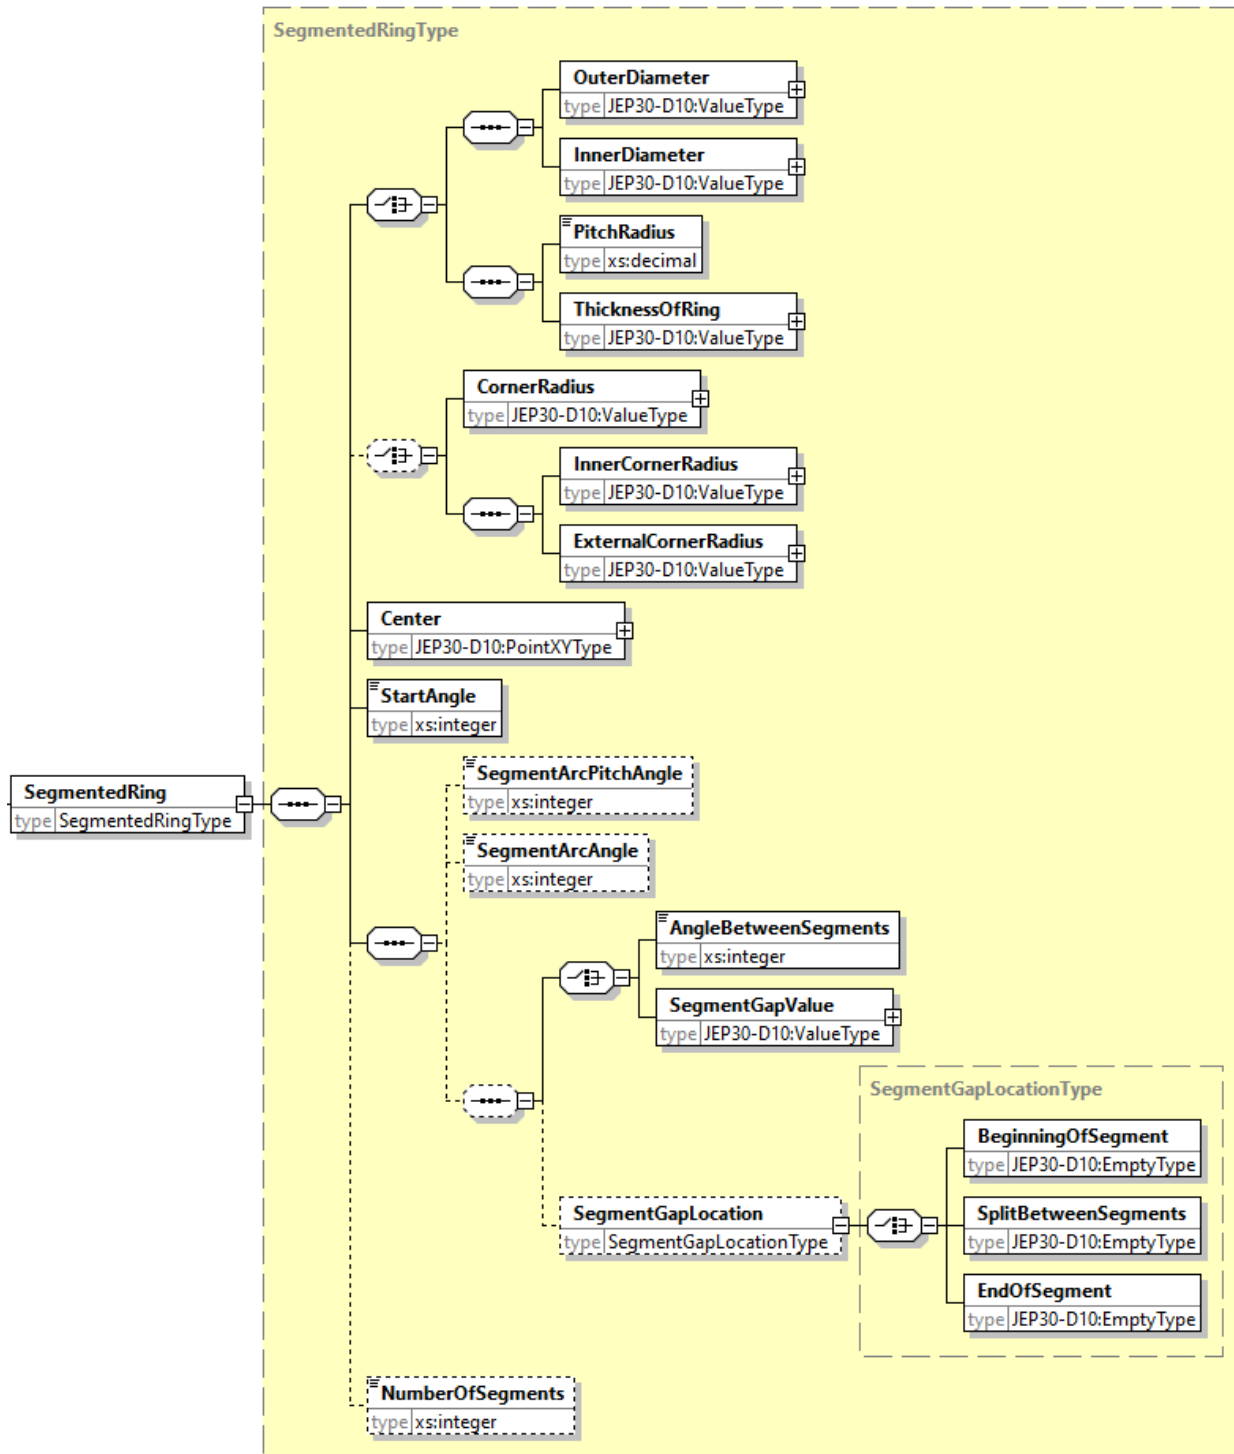 SegmentedRingType
OuterDiameter
type JEP30-D10:ValueType
InnerDiameter
type JEP30-D10:ValueType
PitchRadius
type xs:decimal
ThicknessOfRing
type JEP30-D10:ValueType
CornerRadius
type JEP30-D10:ValueType
InnerCornerRadius
type JEP30-D10:ValueType
ExternalCornerRadius
type JEP30-D10:ValueType
Center
type JEP30-D10:PointXYType
StartAngle
type xs:integer
SegmentedRing
type SegmentedRingType
SegmentArcPitchAngle
type xs:integer
SegmentArcAngle
type xs:integer
AngleBetweenSegments
type xs:integer
SegmentGapValue
type JEP30-D10:ValueType
SegmentGapLocation
type SegmentGapLocationType
SegmentGapLocationType
BeginningOfSegment
type JEP30-D10:EmptyType
SplitBetweenSegments
type JEP30-D10:EmptyType
EndOfSegment
type JEP30-D10:EmptyType
NumberOfSegments
type xs:integer